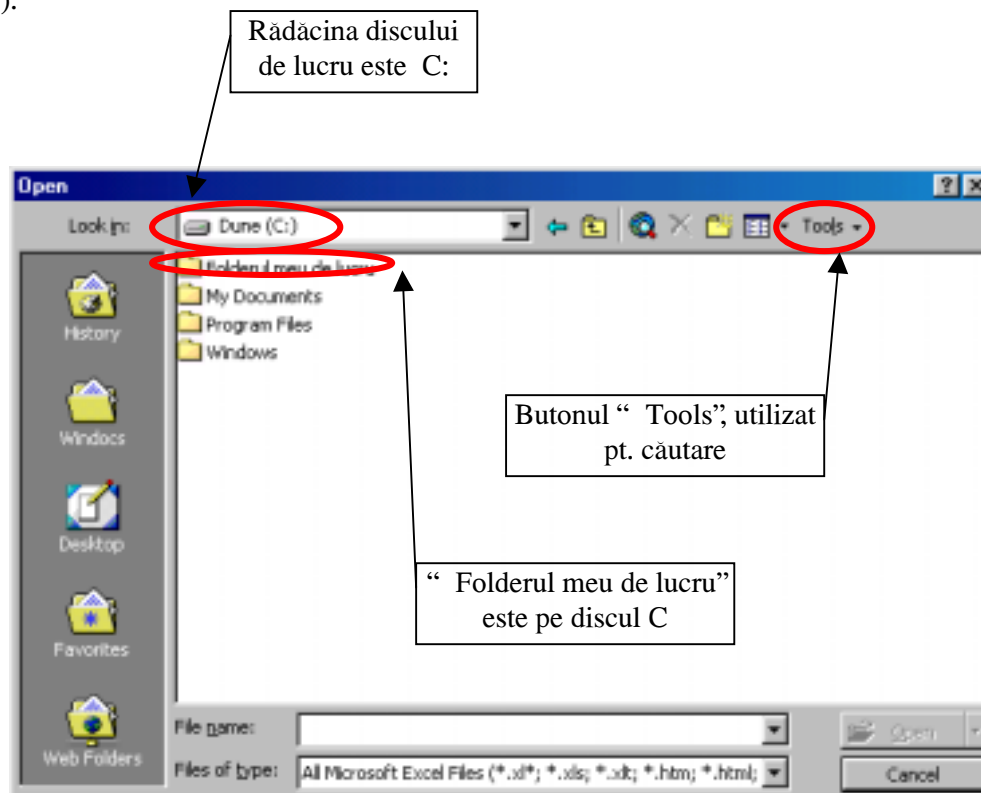 ).
Rădăcina discului
de lucru este C:
Open
Look in:
Dune (C:)
Tools
Folderul meu de lucru
My Documents
Program Files
Windows
History
Windocs
Desktop
Favorites
Web Folders
Butonul “ Tools”, utilizat
pt. căutare
“ Folderul meu de lucru”
este pe discul C
File name:
Open
Files of type:
All Microsoft Excel Files (*.xl*; *.xls; *.xlt; *.htm; *.html;
Cancel